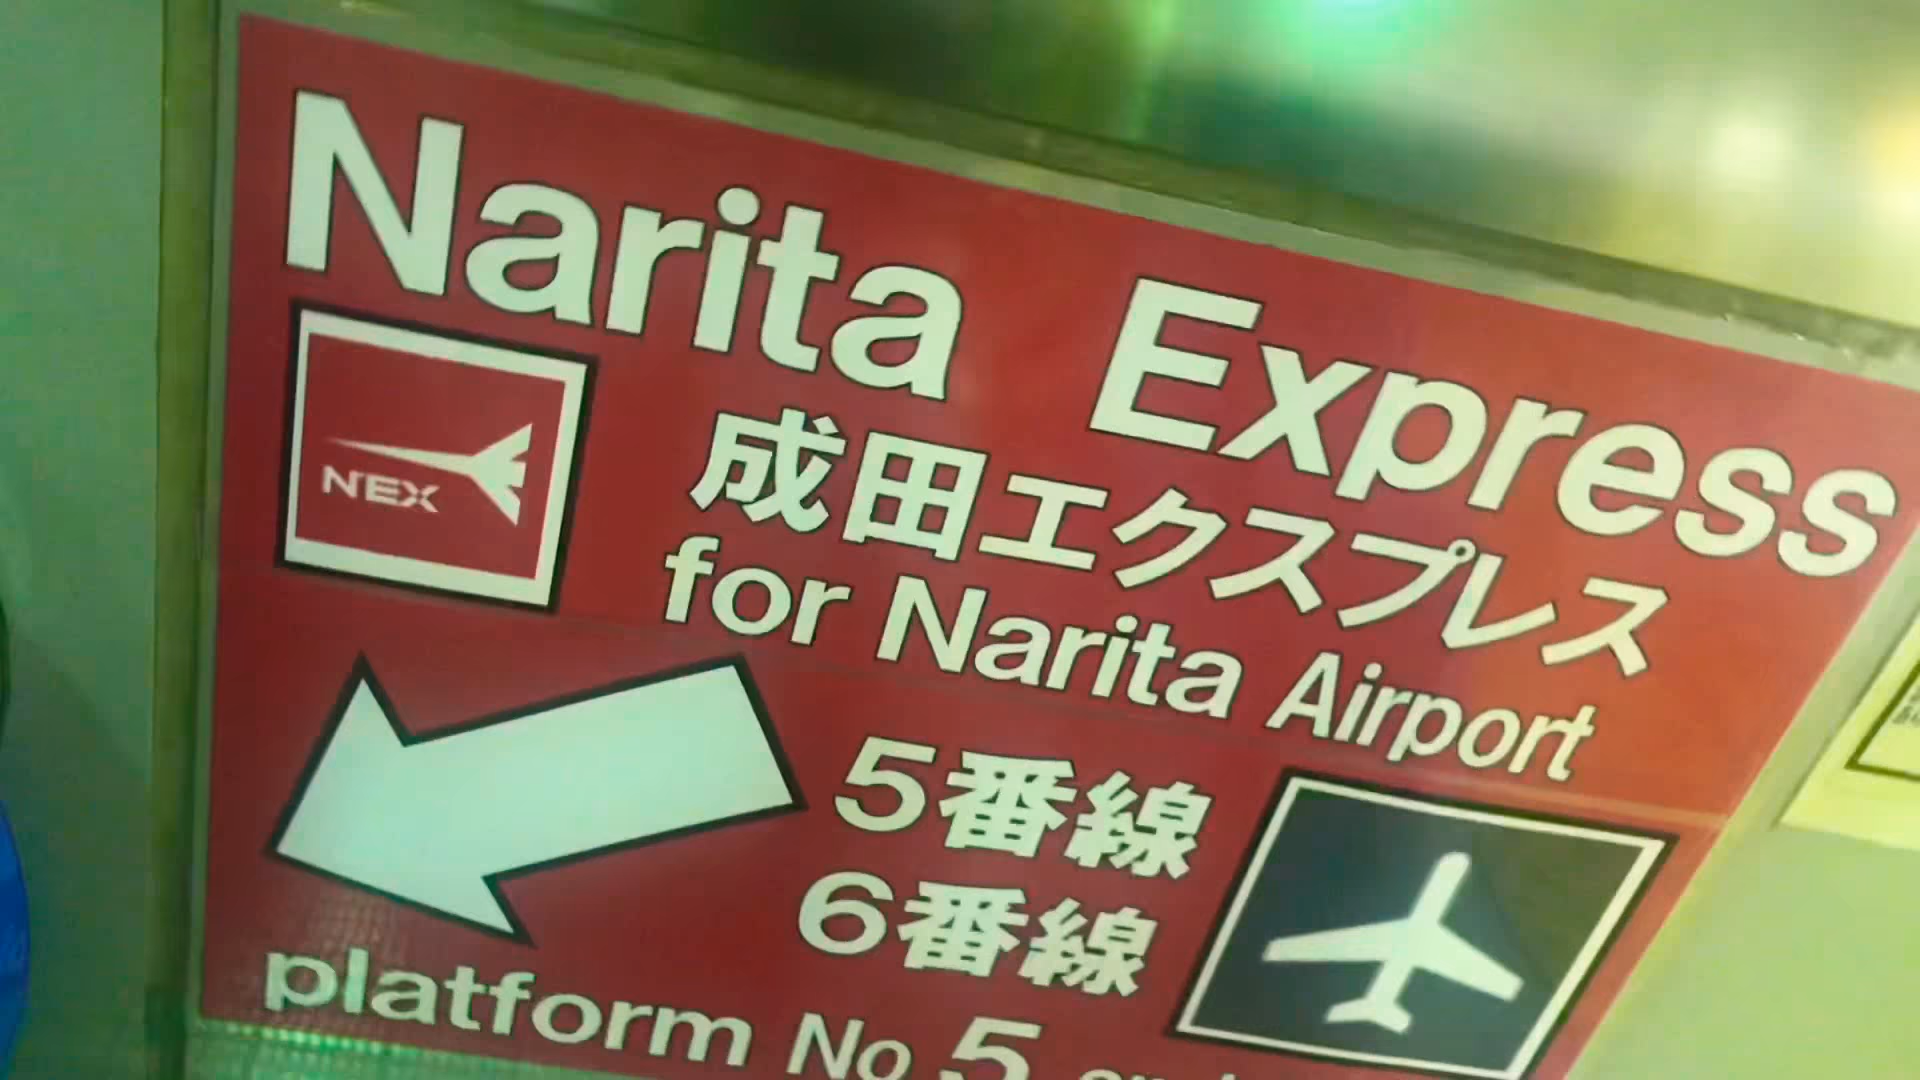 Narita Express
N'EX
成田エクスプレス
for Narita Airport
5番線
6番線
platform No 5